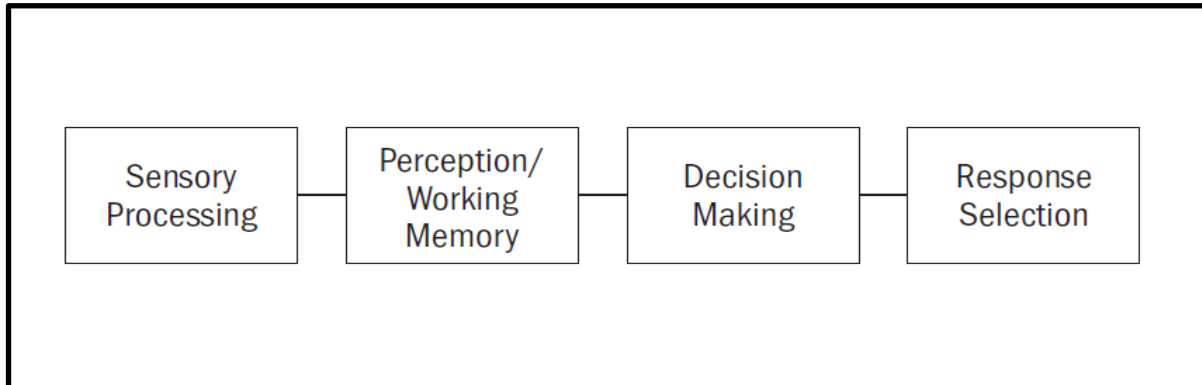 Sensory
Processing
Perception/
Working
Memory
Decision
Making
Response
Selection